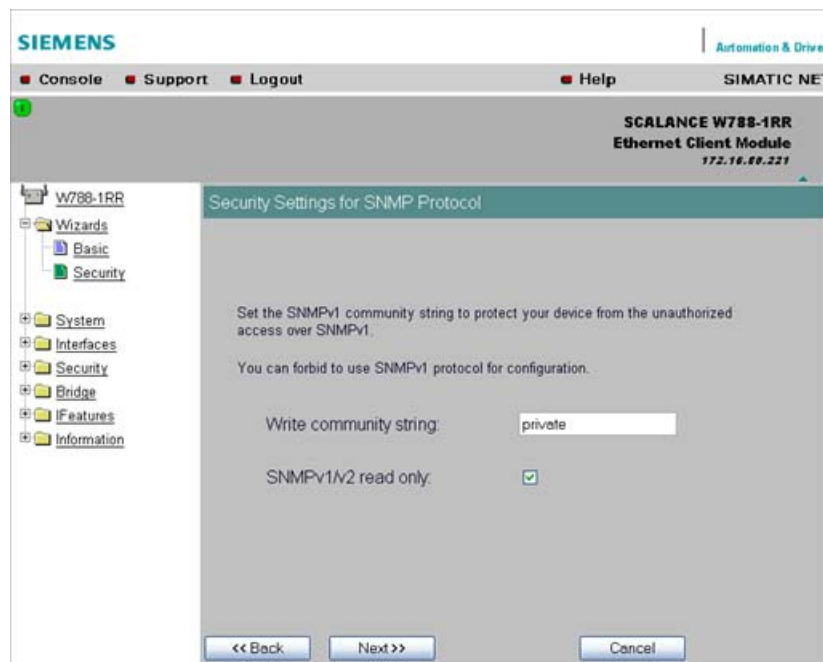 SIEMENS
Automation & Drive
Console Support Logout Help SIMATIC NE
SCALANCE W788-1RR
Ethernet Client Module
172.16.80.221
W788-1RR
Wizards
Basic
Security
System
Interfaces
Security
Bridge
IFeatures
Information
Security Settings for SNMP Protocol
Set the SNMPv1 community string to protect your device from the unauthorized
access over SNMPv1.
You can forbid to use SNMPv1 protocol for configuration.
Write community string: private
SNMPv1/v2 read only:
<< Back Next >> Cancel